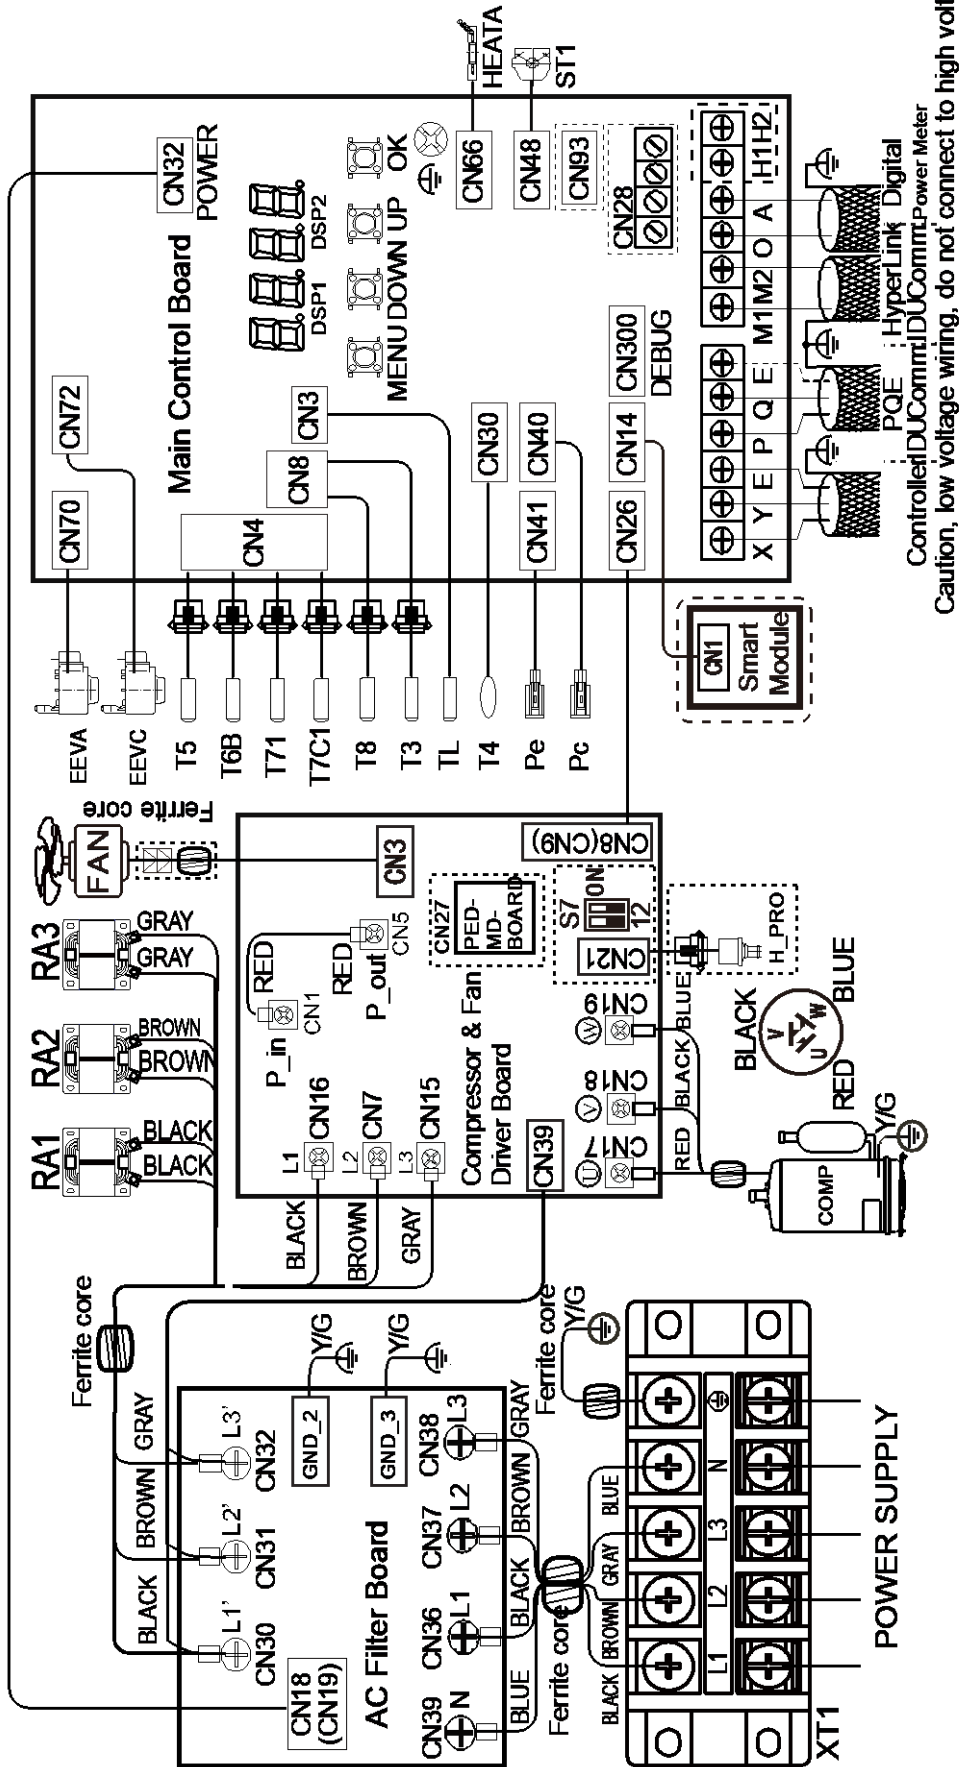 HEATA
ST1
CN32
POWER
CN66
CN48
CN93
CN28
OK
UP
DOWN
MENU
DSP2
DSP1
Main Control Board
CN72
CN70
CN4
CN8
CN3
CN30
CN40
CN41
CN300
DEBUG
CN14
CN26
X Y E P Q E M1 M2 O A H1 H2
Controller
IDUComm.
PQE
HyperLink
IDUComm.
Digital
Power Meter
Caution, low voltage wiring, do not connect to high volt
EEVA
EEVC
T5
T6B
T71
T7C1
T8
T3
TL
T4
Pe
Pc
CN1
Smart
Module
FAN
Ferrite core
RA3
GRAY
GRAY
RA2
BROWN
BROWN
RA1
BLACK
BLACK
CN3
CN8(CN9)
RED
RED
P_in
CN1
P_out
CN5
CN27
PED-
MD-
BOARD
S7
ON
12
CN21
H_PRO
CN16
L1
CN7
L2
CN15
L3
BLACK
BROWN
GRAY
Compressor & Fan
Driver Board
CN39
U
CN17
V
CN18
W
CN19
RED
BLACK
BLUE
COMP
Y/G
BLACK
RED
BLUE
U
V
W
Ferrite core
GRAY
BROWN
BLACK
L3'
CN32
L2'
CN31
L1'
CN30
GND_2
Y/G
GND_3
Y/G
AC Filter Board
CN18
(CN19)
CN38
L3
CN37
L2
CN36
L1
CN39
N
GRAY
BROWN
BLACK
BLUE
Ferrite core
Ferrite core
Y/G
BLUE
GRAY
BROWN
BLACK
L1
L2
L3
N
XT1
POWER SUPPLY